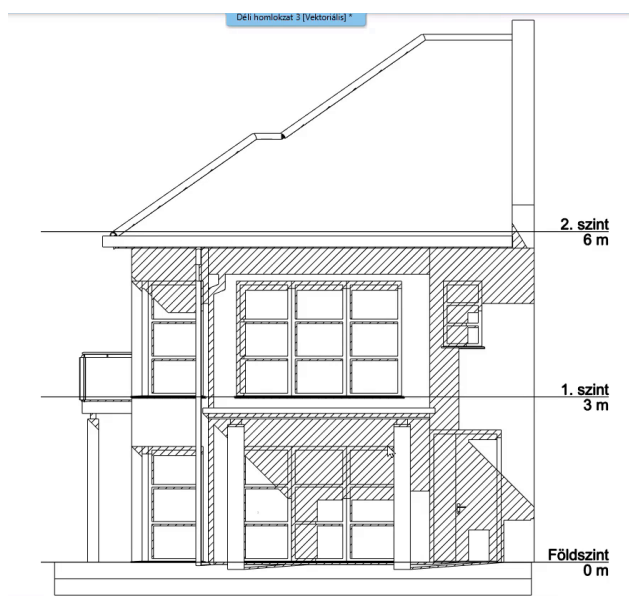 Déli homlokzat 3 [Vektoriális] *
2. szint
6 m
1. szint
3 m
Földszint
0 m